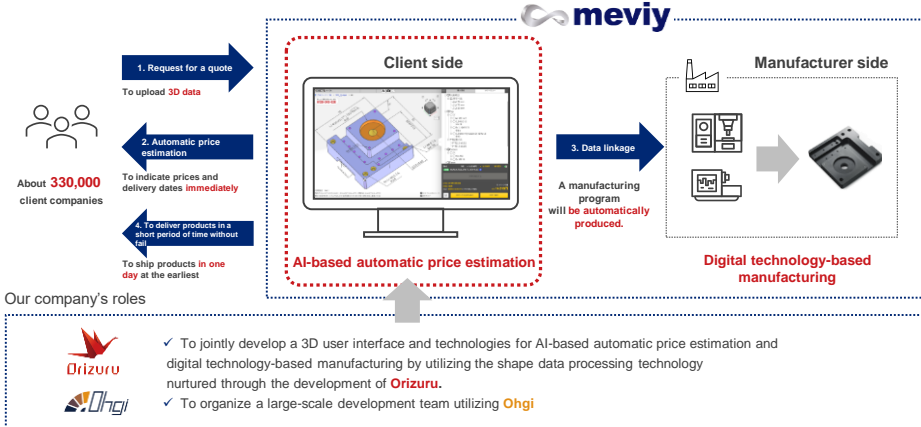 meviy
Client side
Manufacturer side
1. Request for a quote
To upload 3D data
2. Automatic price
estimation
To indicate prices and
delivery dates immediately
4. To deliver products in a
short period of time without
fail
To ship products in one
day at the earliest
About 330,000
client companies
3. Data linkage
A manufacturing
program
will be automatically
produced.
AI-based automatic price estimation
Digital technology-based
manufacturing
Our company's roles
Orizuru
✓ To jointly develop a 3D user interface and technologies for AI-based automatic price estimation and
digital technology-based manufacturing by utilizing the shape data processing technology
nurtured through the development of Orizuru.
Ohgi
✓ To organize a large-scale development team utilizing Ohgi